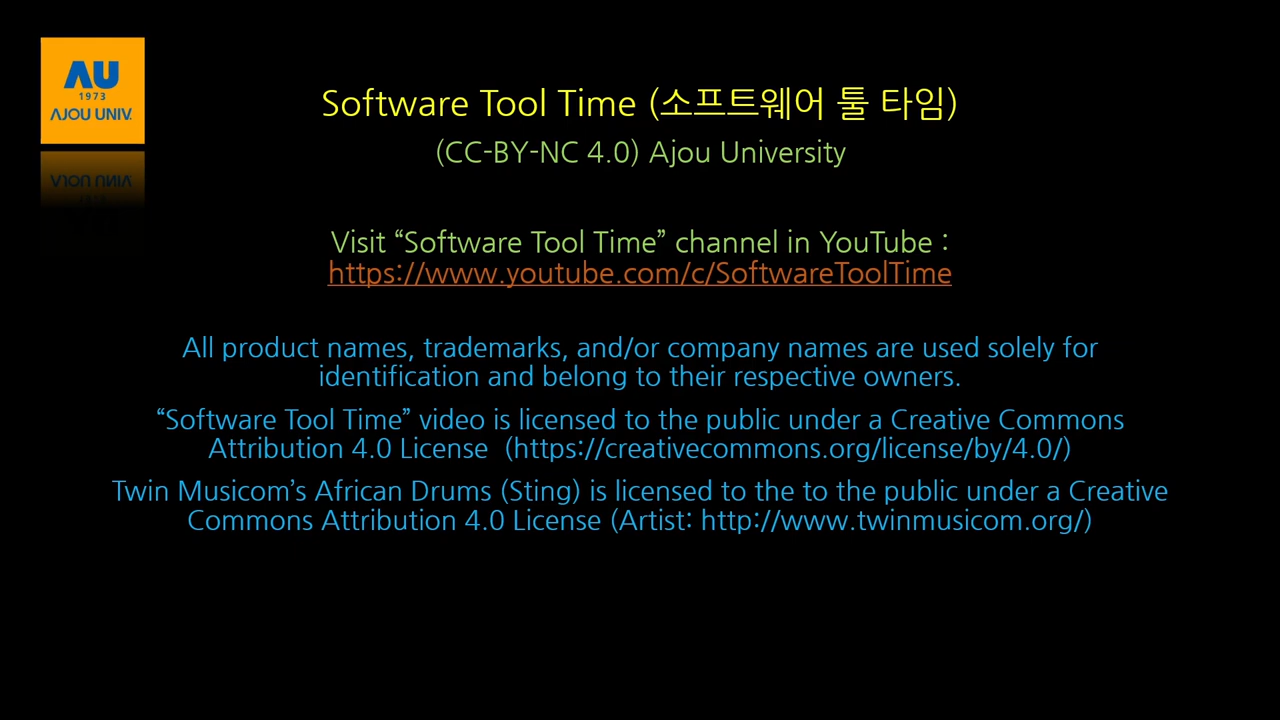 AU
1973
AJOU UNIV.
Software Tool Time (소프트웨어 툴 타임)
(CC-BY-NC 4.0) Ajou University
Visit “Software Tool Time” channel in YouTube :
https://www.youtube.com/c/SoftwareToolTime
All product names, trademarks, and/or company names are used solely for
identification and belong to their respective owners.
“Software Tool Time” video is licensed to the public under a Creative Commons
Attribution 4.0 License  (https://creativecommons.org/license/by/4.0/)
Twin Musicom’s African Drums (Sting) is licensed to the to the public under a Creative
Commons Attribution 4.0 License (Artist: http://www.twinmusicom.org/)